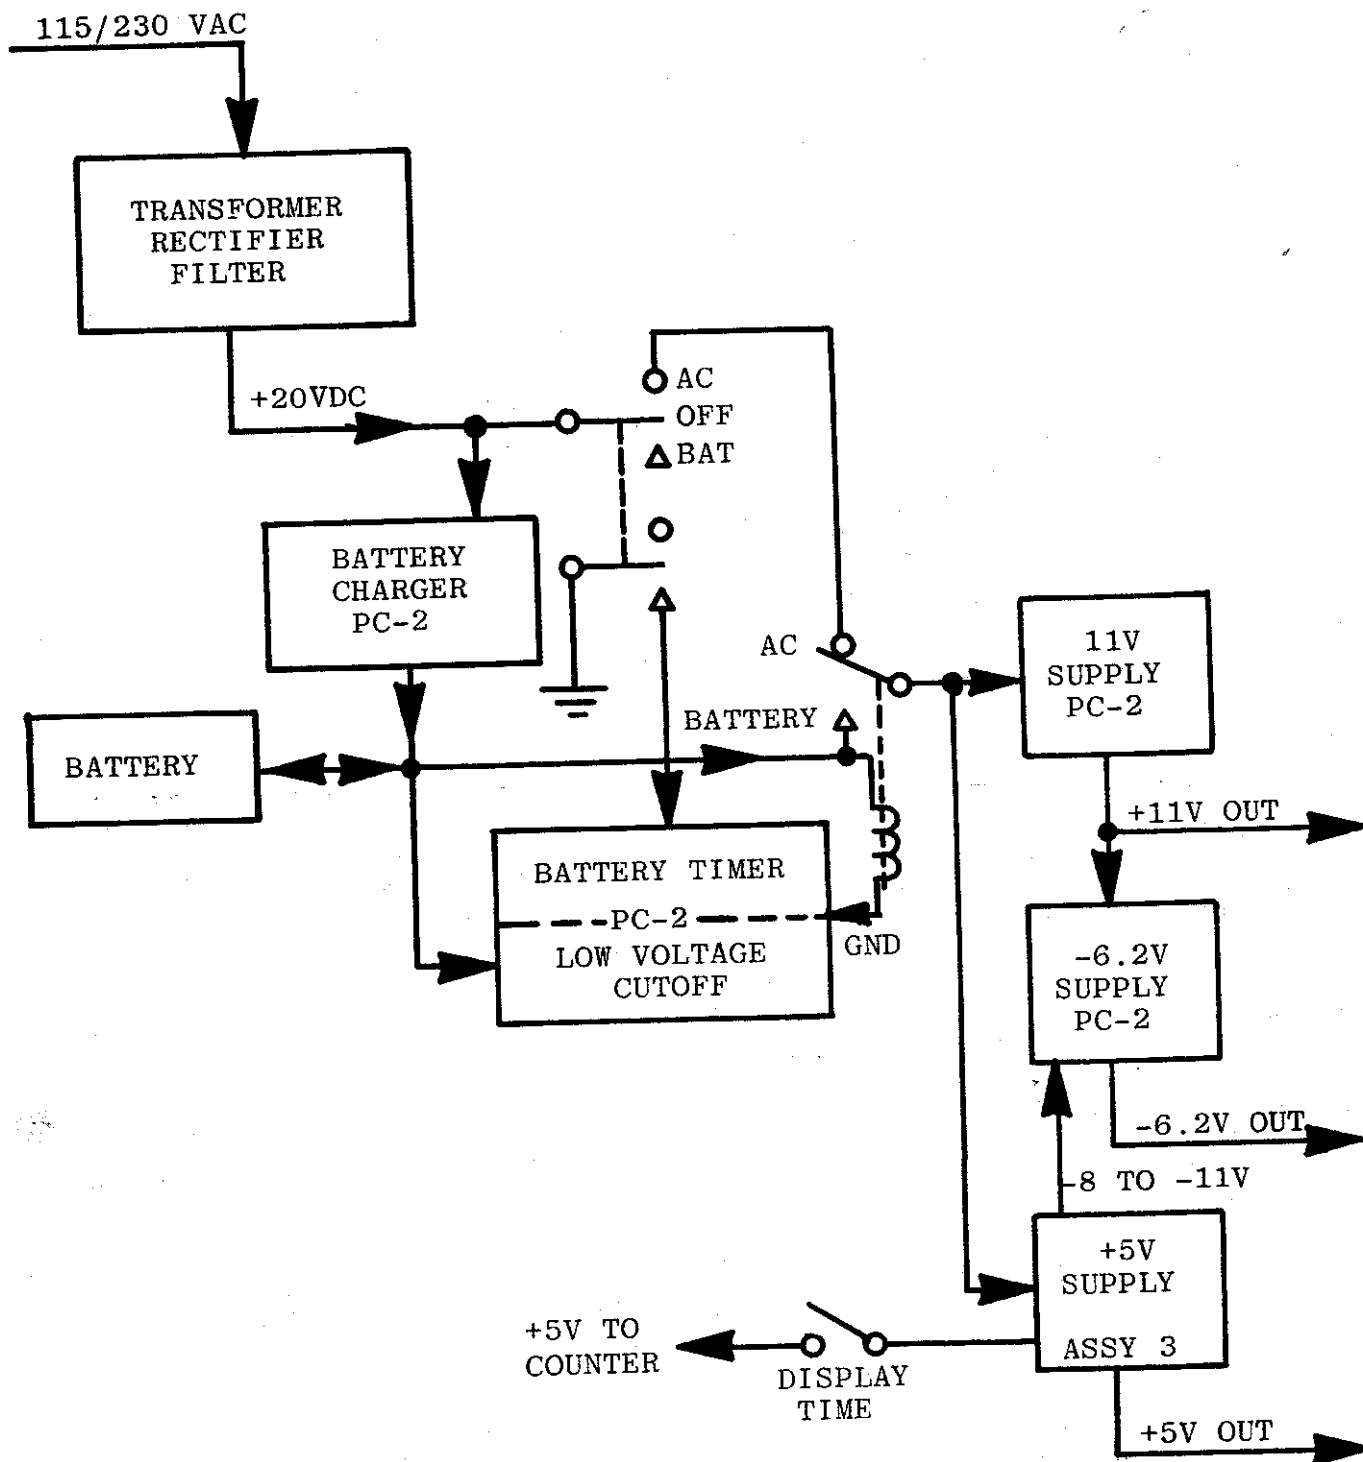 115/230 VAC
TRANSFORMER
RECTIFIER
FILTER
+20VDC
AC
OFF
BAT
BATTERY
CHARGER
PC-2
AC
11V
SUPPLY
PC-2
BATTERY
BATTERY
+11V OUT
BATTERY TIMER
PC-2
LOW VOLTAGE
CUTOFF
GND
-6.2V
SUPPLY
PC-2
-6.2V OUT
-8 TO -11V
+5V
SUPPLY
ASSY 3
+5V TO
COUNTER
DISPLAY
TIME
+5V OUT